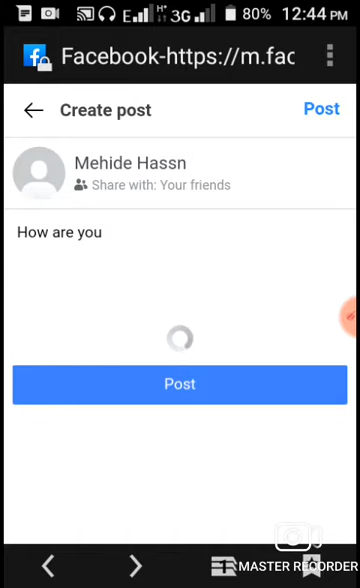 E H+ 3G 80% 12:44 PM
Facebook-https://m.fac
Create post Post
Mehide Hassn
Share with: Your friends
How are you
Post
MASTER RECORDER